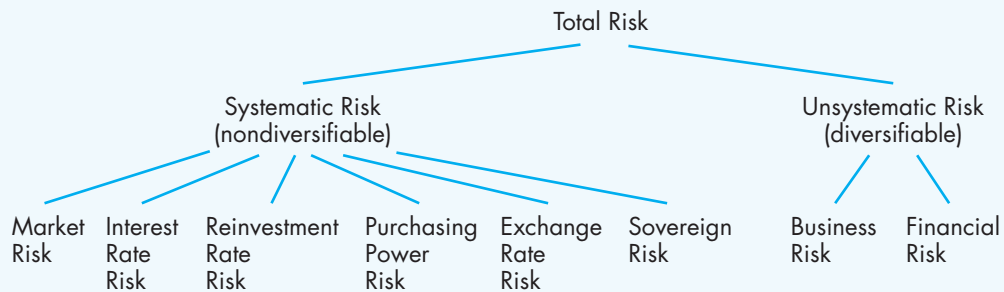 Total Risk
Systematic Risk
(nondiversifiable)
Unsystematic Risk
(diversifiable)
Market
Risk
Interest
Rate
Risk
Reinvestment
Rate
Risk
Purchasing
Power
Risk
Exchange
Rate
Risk
Sovereign
Risk
Business
Risk
Financial
Risk